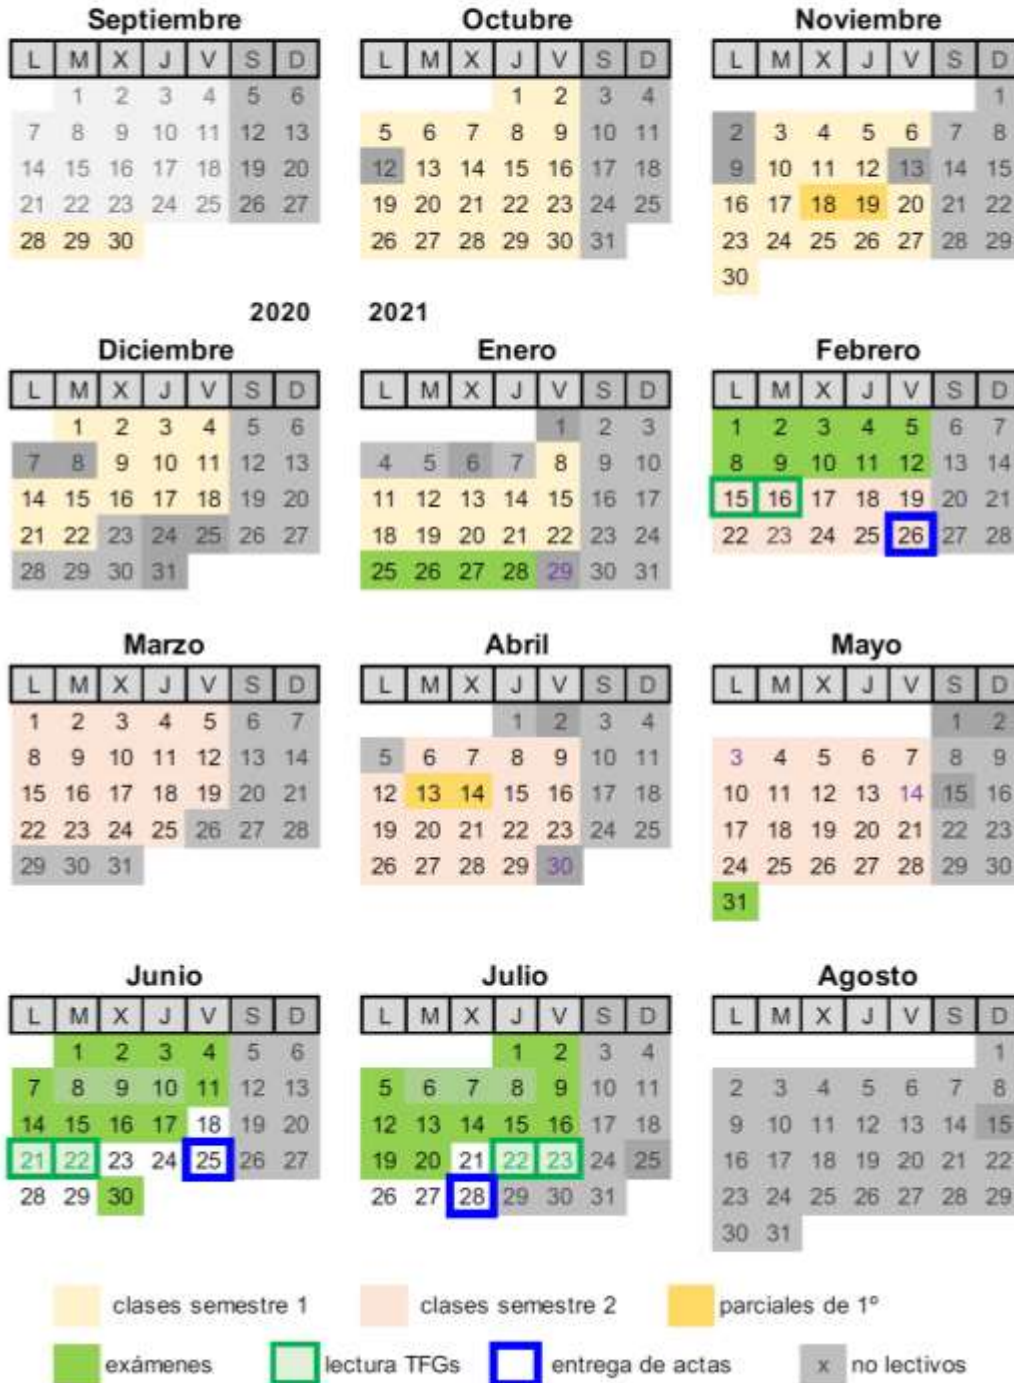 Septiembre Octubre Noviembre
L M X J V S D L M X J V S D L M X J V S D
1 2 3 4 5 6 1 2 3 4 1
7 8 9 10 11 12 13 5 6 7 8 9 10 11 2 3 4 5 6 7 8
14 15 16 17 18 19 20 12 13 14 15 16 17 18 9 10 11 12 13 14 15
21 22 23 24 25 26 27 19 20 21 22 23 24 25 16 17 18 19 20 21 22
28 29 30 26 27 28 29 30 31 23 24 25 26 27 28 29
30
2020 2021
Diciembre Enero Febrero
L M X J V S D L M X J V S D L M X J V S D
1 2 3 4 5 6 1 2 3 1 2 3 4 5 6 7
7 8 9 10 11 12 13 4 5 6 7 8 9 10 8 9 10 11 12 13 14
14 15 16 17 18 19 20 11 12 13 14 15 16 17 15 16 17 18 19 20 21
21 22 23 24 25 26 27 18 19 20 21 22 23 24 22 23 24 25 26 27 28
28 29 30 31 25 26 27 28 29 30 31
Marzo Abril Mayo
L M X J V S D L M X J V S D L M X J V S D
1 2 3 4 5 6 7 1 2 3 4 1 2
8 9 10 11 12 13 14 5 6 7 8 9 10 11 3 4 5 6 7 8 9
15 16 17 18 19 20 21 12 13 14 15 16 17 18 10 11 12 13 14 15 16
22 23 24 25 26 27 28 19 20 21 22 23 24 25 17 18 19 20 21 22 23
29 30 31 26 27 28 29 30 24 25 26 27 28 29 30
31
Junio Julio Agosto
L M X J V S D L M X J V S D L M X J V S D
1 2 3 4 5 6 1 2 3 4 1
7 8 9 10 11 12 13 5 6 7 8 9 10 11 2 3 4 5 6 7 8
14 15 16 17 18 19 20 12 13 14 15 16 17 18 9 10 11 12 13 14 15
21 22 23 24 25 26 27 19 20 21 22 23 24 25 16 17 18 19 20 21 22
28 29 30 26 27 28 29 30 31 23 24 25 26 27 28 29
30 31
clases semestre 1 clases semestre 2 parciales de 1º
exámenes lectura TFGs entrega de actas x no lectivos